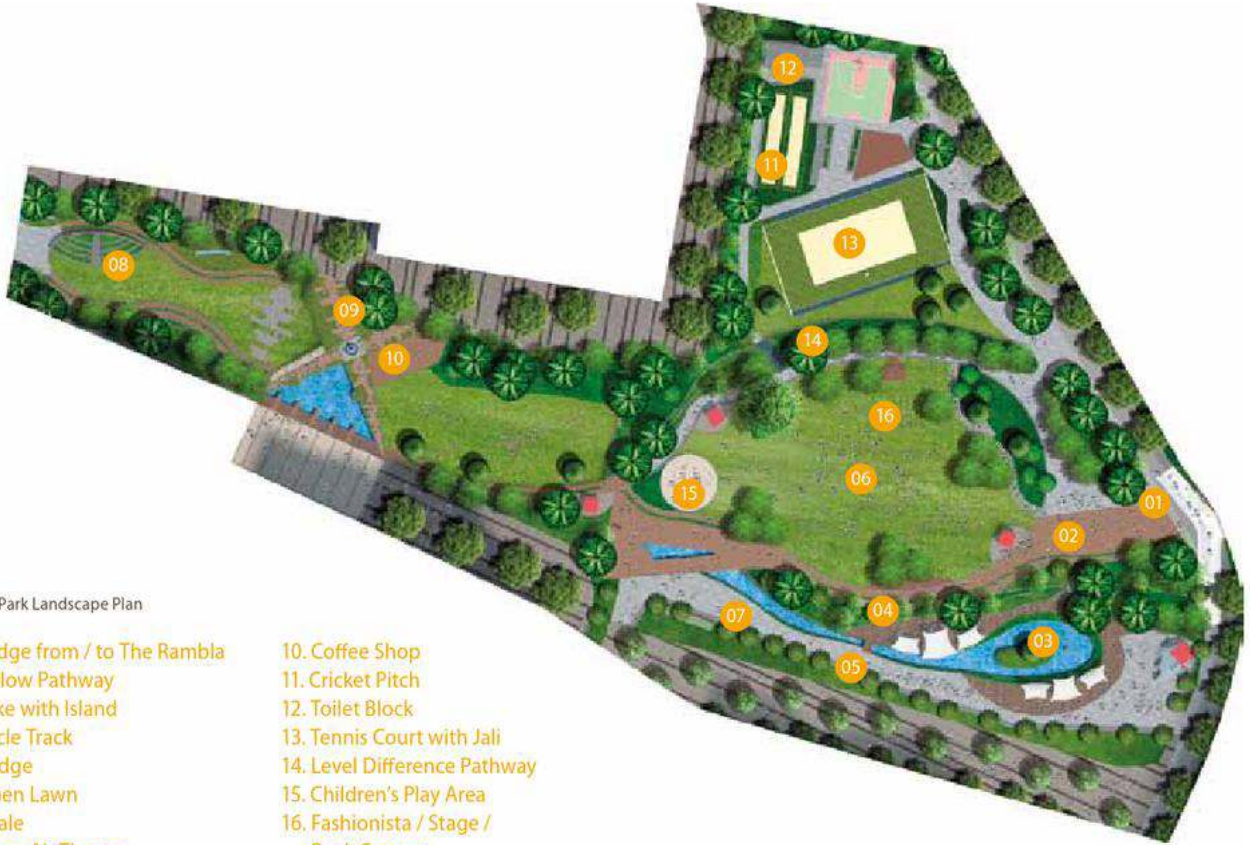 12
11
13
08
09
14
10
16
06
15
01
02
04
07
03
05
Park Landscape Plan
dge from / to The Rambla
low Pathway
ke with Island
cle Track
dge
en Lawn
ale
10. Coffee Shop
11. Cricket Pitch
12. Toilet Block
13. Tennis Court with Jali
14. Level Difference Pathway
15. Children's Play Area
16. Fashionista / Stage /